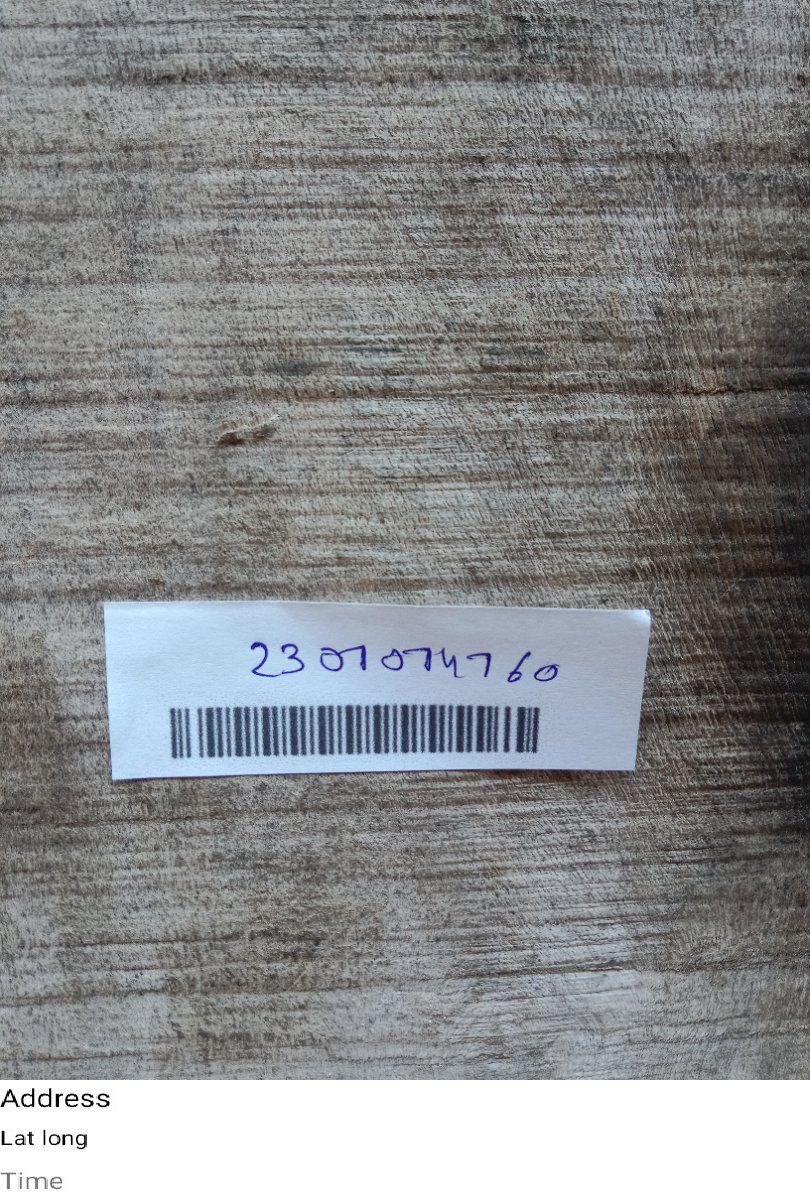 2307074760
Address
Lat long
Time